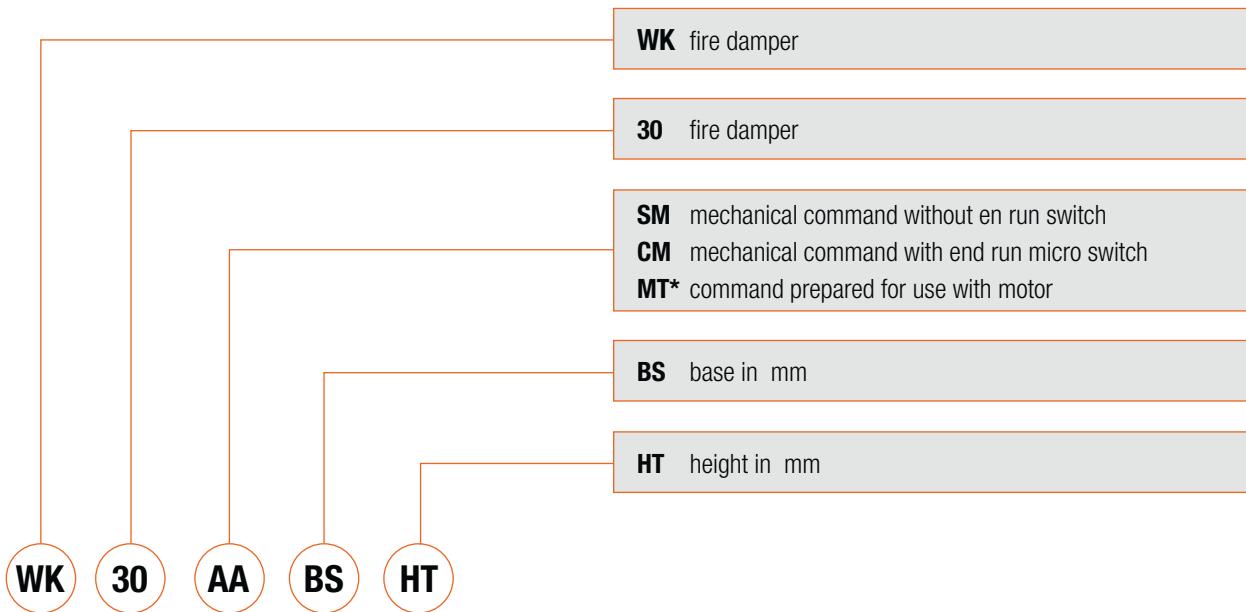 WK fire damper
30 fire damper
SM mechanical command without en run switch
CM mechanical command with end run micro switch
MT* command prepared for use with motor
BS base in mm
HT height in mm
WK 30 AA BS HT